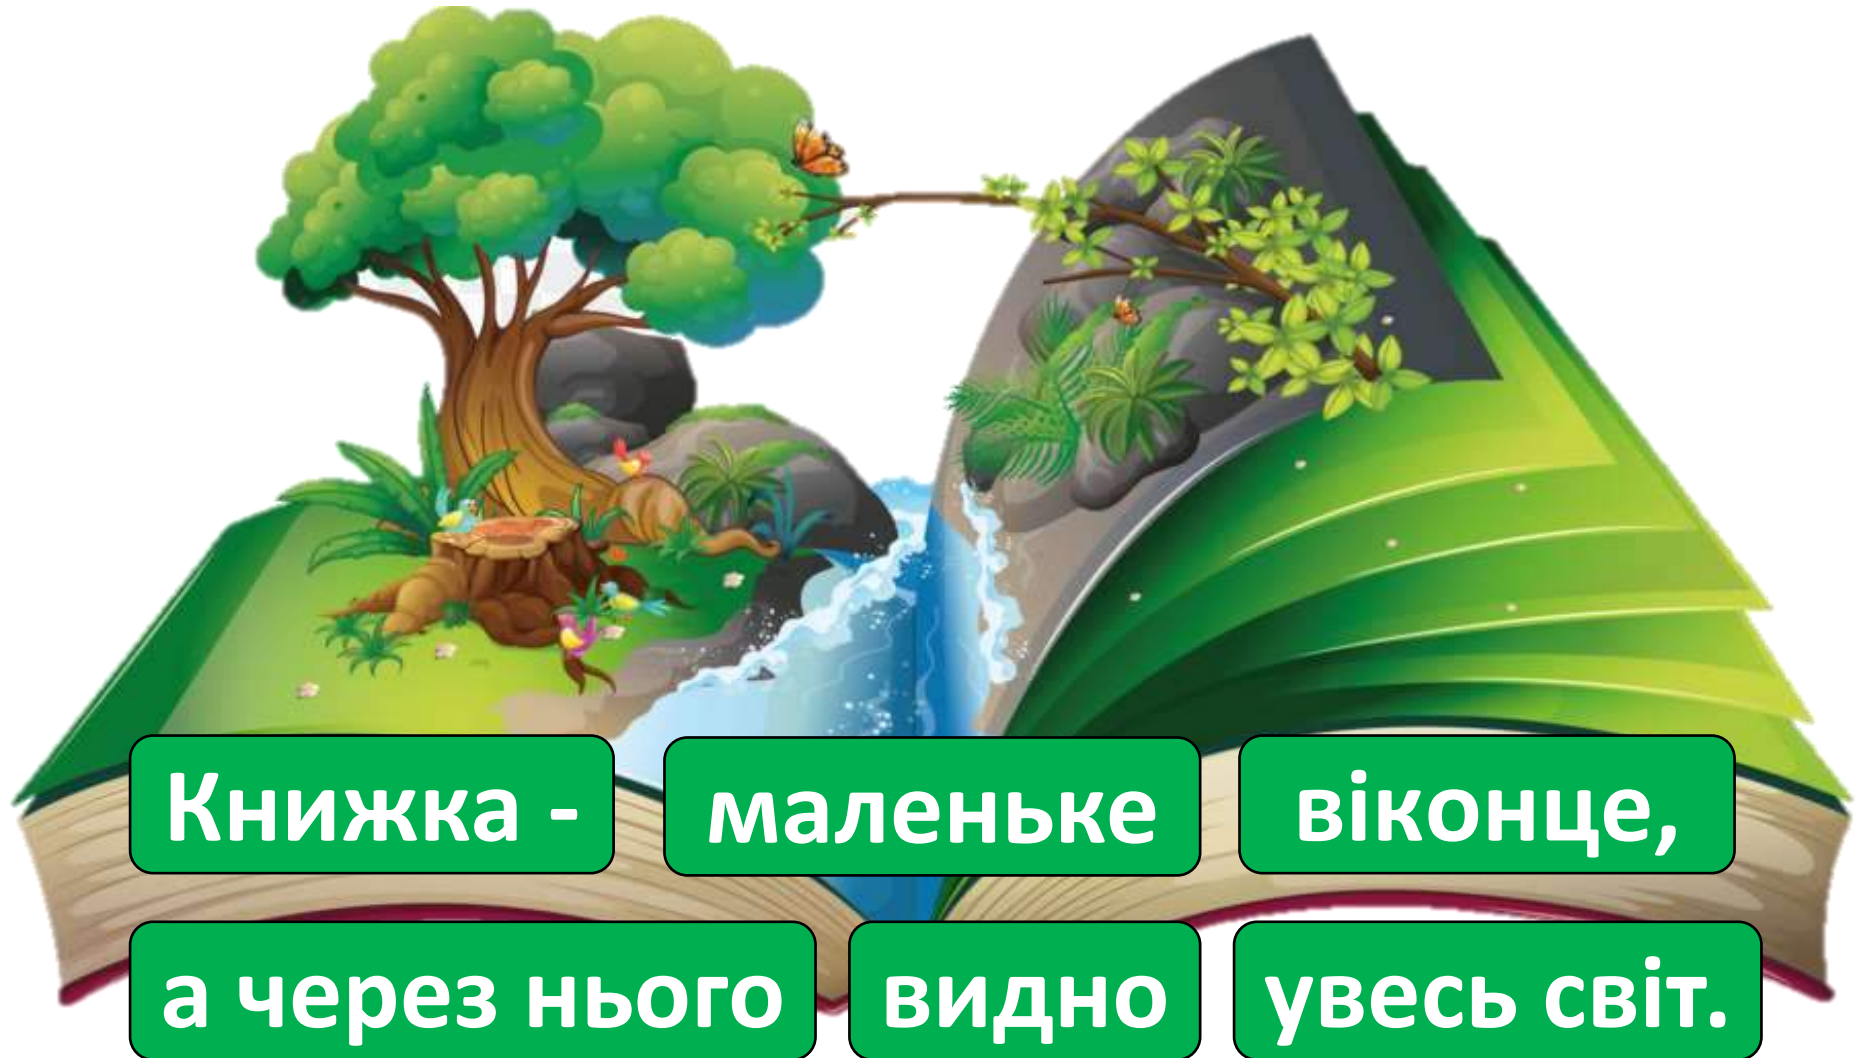 Книжка - маленьке віконце,
а через нього видно увесь світ.